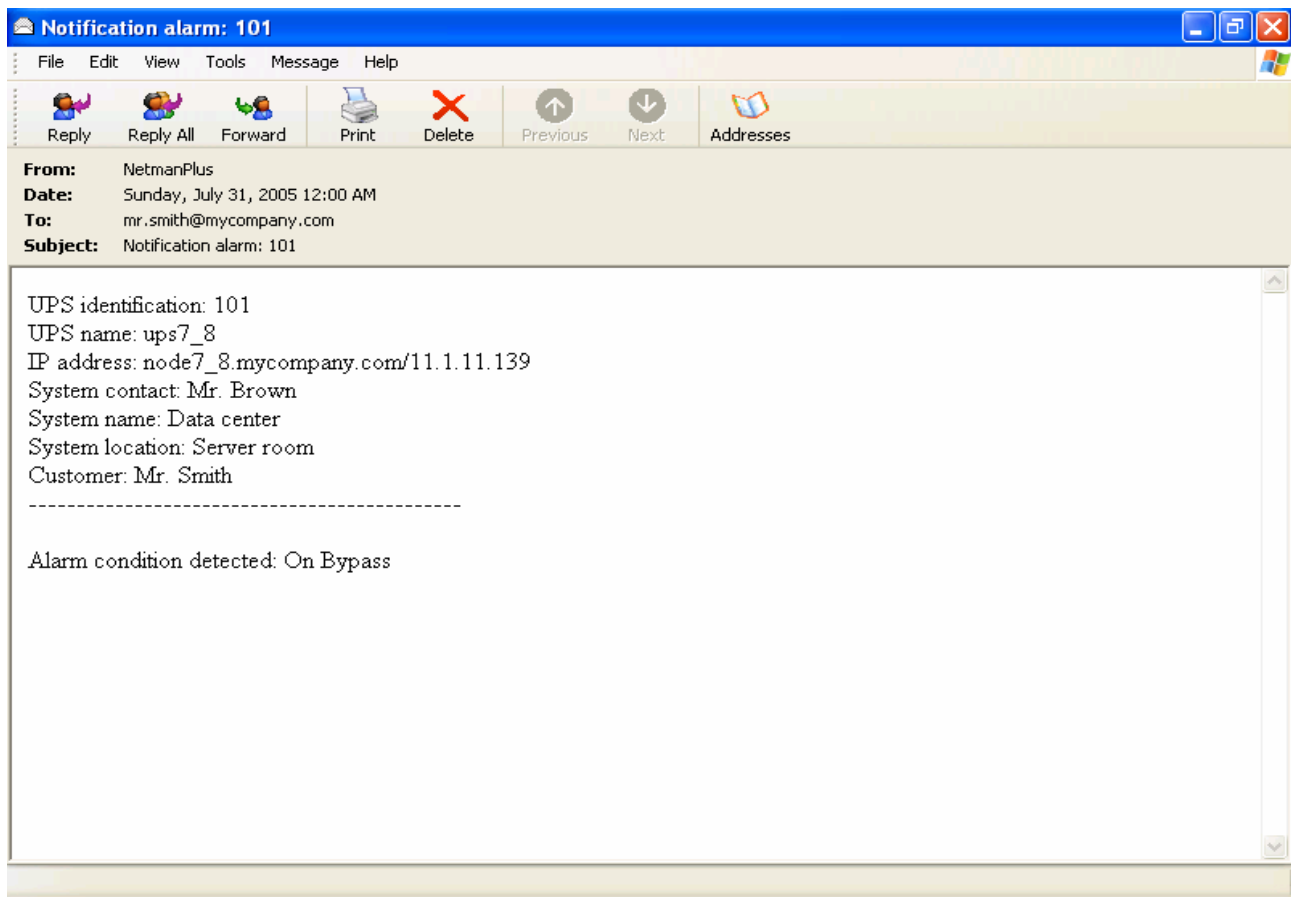 Notification alarm: 101
File Edit View Tools Message Help
Reply Reply All Forward Print Delete Previous Next Addresses
From: NetmanPlus
Date: Sunday, July 31, 2005 12:00 AM
To: mr.smith@mycompany.com
Subject: Notification alarm: 101
UPS identification: 101
UPS name: ups7_8
IP address: node7_8.mycompany.com/11.1.11.139
System contact: Mr. Brown
System name: Data center
System location: Server room
Customer: Mr. Smith
---------------------------------------------
Alarm condition detected: On Bypass